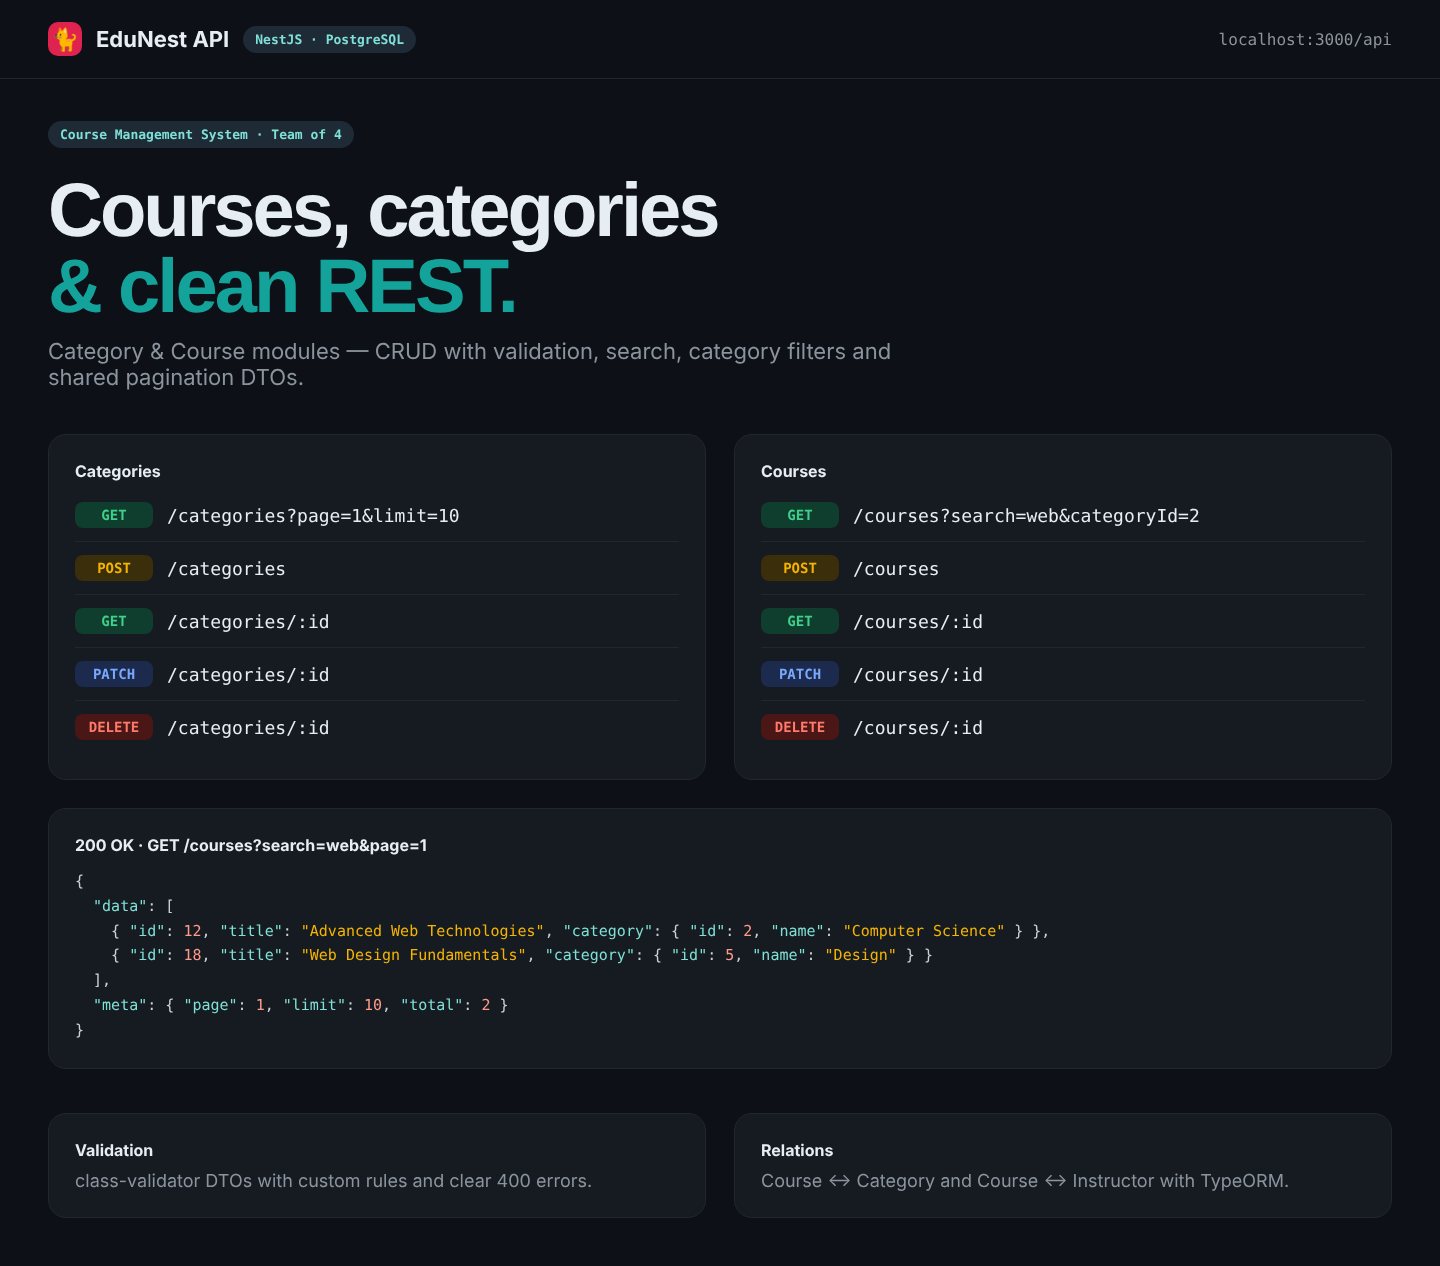 EduNest API
NestJS · PostgreSQL
localhost:3000/api
Course Management System · Team of 4
Courses, categories
& clean REST.
Category & Course modules — CRUD with validation, search, category filters and
shared pagination DTOs.
Categories
GET /categories?page=1&limit=10
POST /categories
GET /categories/:id
PATCH /categories/:id
DELETE /categories/:id
Courses
GET /courses?search=web&categoryId=2
POST /courses
GET /courses/:id
PATCH /courses/:id
DELETE /courses/:id
200 OK · GET /courses?search=web&page=1
{
  "data": [
    { "id": 12, "title": "Advanced Web Technologies", "category": { "id": 2, "name": "Computer Science" } },
    { "id": 18, "title": "Web Design Fundamentals", "category": { "id": 5, "name": "Design" } }
  ],
  "meta": { "page": 1, "limit": 10, "total": 2 }
}
Validation
class-validator DTOs with custom rules and clear 400 errors.
Relations
Course ↔ Category and Course ↔ Instructor with TypeORM.